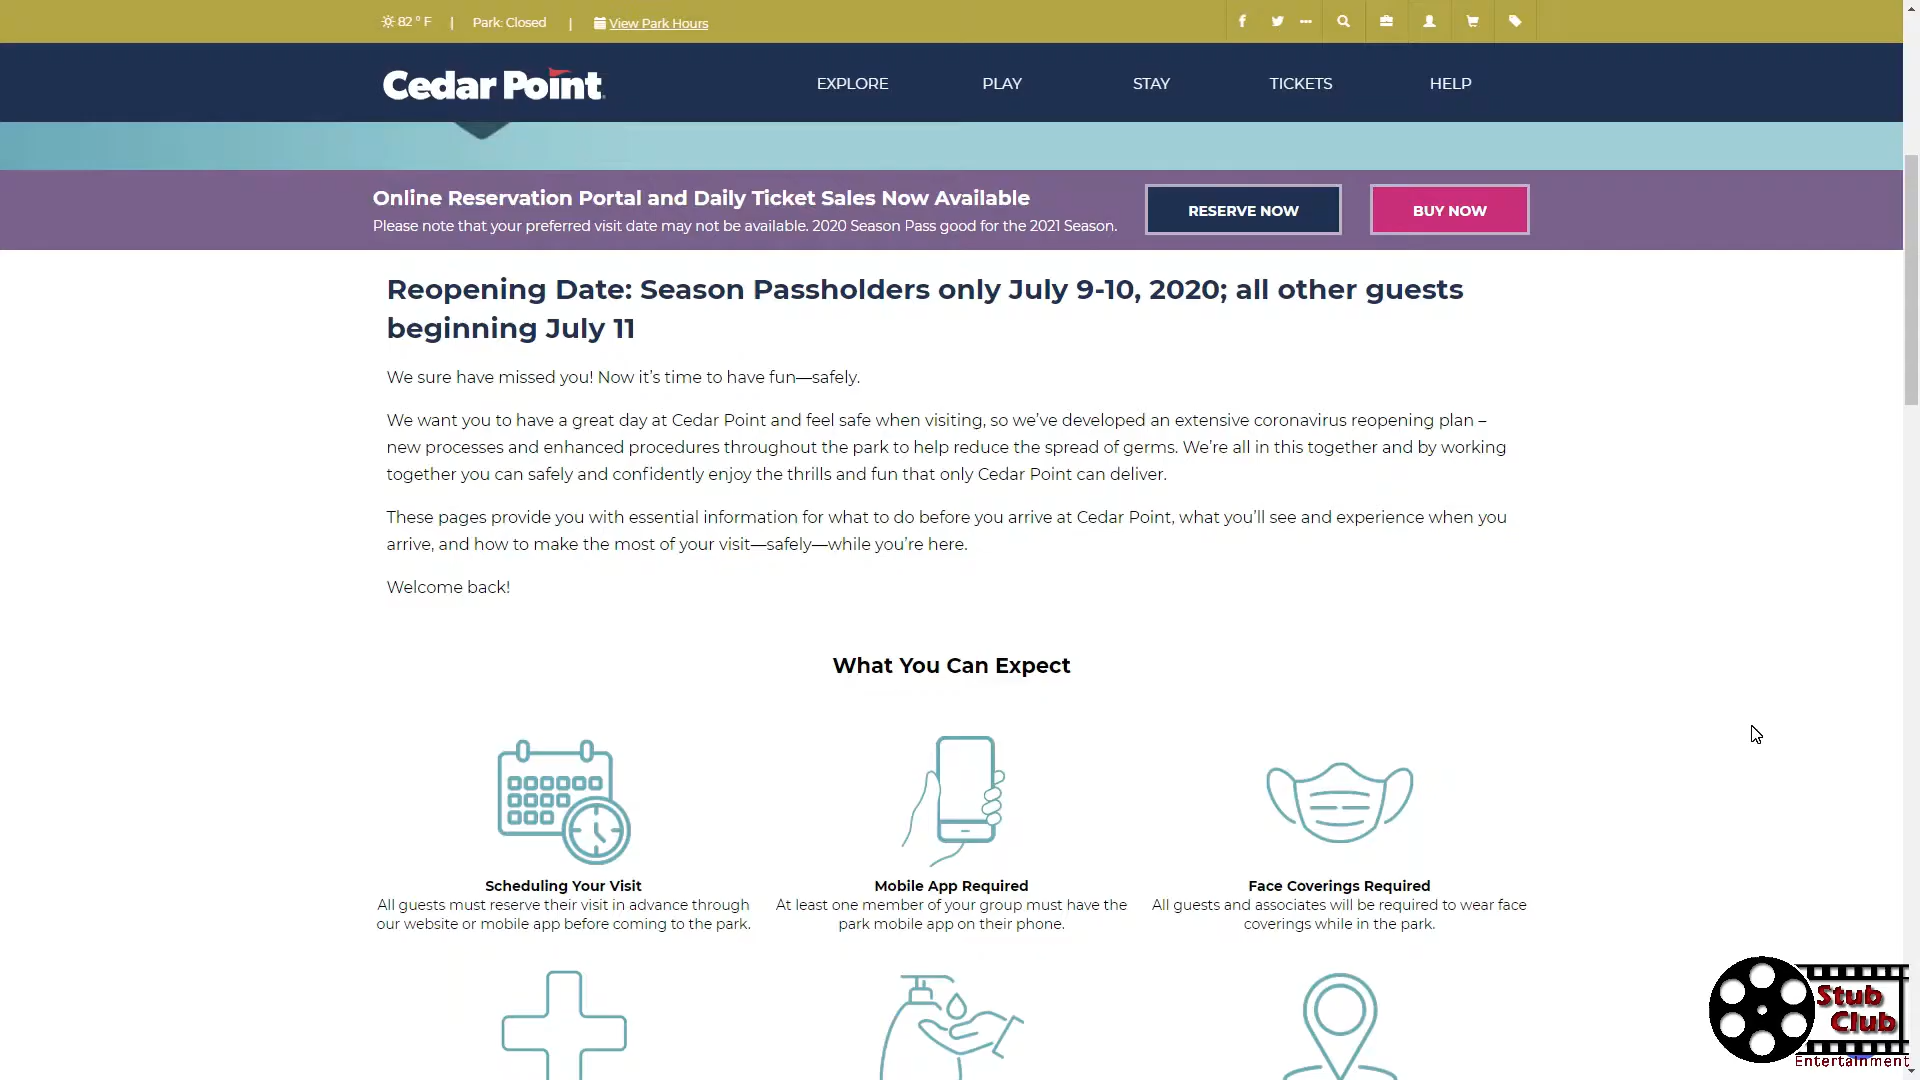 82 ° F | Park: Closed | View Park Hours
Cedar Point
EXPLORE PLAY STAY TICKETS HELP
Online Reservation Portal and Daily Ticket Sales Now Available
Please note that your preferred visit date may not be available. 2020 Season Pass good for the 2021 Season.
RESERVE NOW
BUY NOW
Reopening Date: Season Passholders only July 9-10, 2020; all other guests
beginning July 11
We sure have missed you! Now it’s time to have fun—safely.
We want you to have a great day at Cedar Point and feel safe when visiting, so we’ve developed an extensive coronavirus reopening plan –
new processes and enhanced procedures throughout the park to help reduce the spread of germs. We’re all in this together and by working
together you can safely and confidently enjoy the thrills and fun that only Cedar Point can deliver.
These pages provide you with essential information for what to do before you arrive at Cedar Point, what you’ll see and experience when you
arrive, and how to make the most of your visit—safely—while you’re here.
Welcome back!
What You Can Expect
Scheduling Your Visit
All guests must reserve their visit in advance through
our website or mobile app before coming to the park.
Mobile App Required
At least one member of your group must have the
park mobile app on their phone.
Face Coverings Required
All guests and associates will be required to wear face
coverings while in the park.
Stub
Club
Entertainment